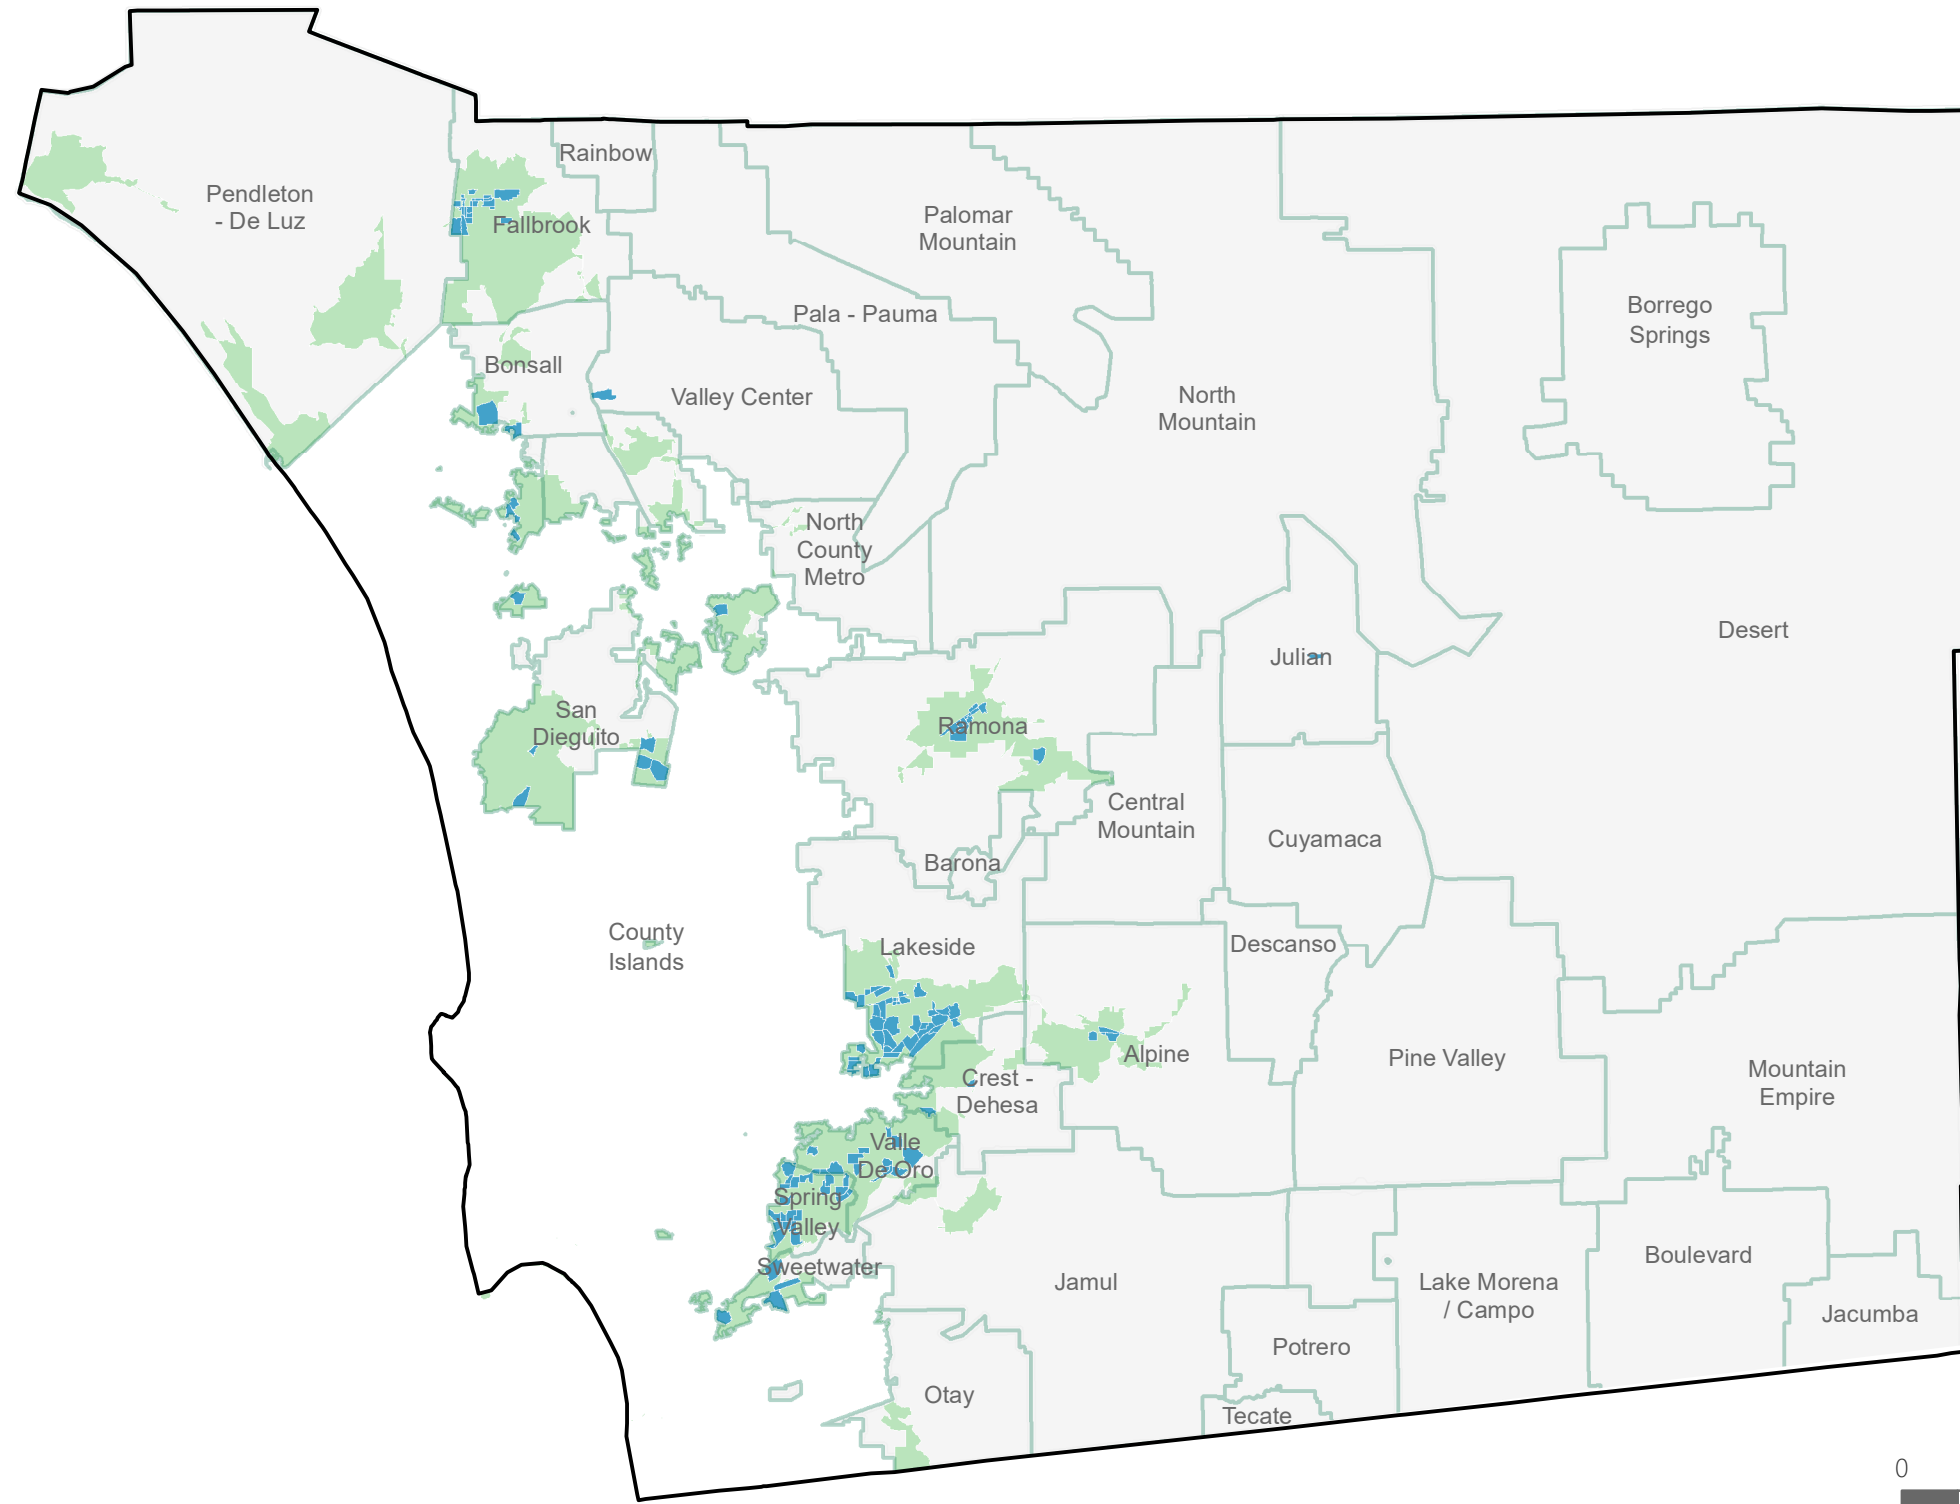 Rainbow
Pendleton
- De Luz
Fallbrook
Palomar
Mountain
Pala - Pauma
Borrego
Springs
Bonsall
Valley Center
North
Mountain
North
County
Metro
Desert
Julian
San
Dieguito
Ramona
Central
Mountain
Cuyamaca
Barona
County
Islands
Lakeside
Descanso
Alpine
Pine Valley
Crest -
Dehesa
Mountain
Empire
Valle
De Oro
Spring
Valley
Sweetwater
Jamul
Lake Morena
/ Campo
Boulevard
Jacumba
Potrero
Otay
Tecate
0